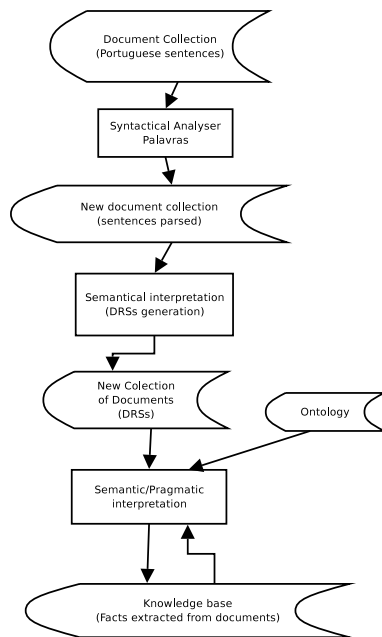 Document Collection
(Portuguese sentences)
Syntactical Analyser
Palavras
New document collection
(sentences parsed)
Semantical interpretation
(DRSs generation)
New Colection
of Documents
(DRSs)
Ontology
Semantic/Pragmatic
interpretation
Knowledge base
(Facts extracted from documents)